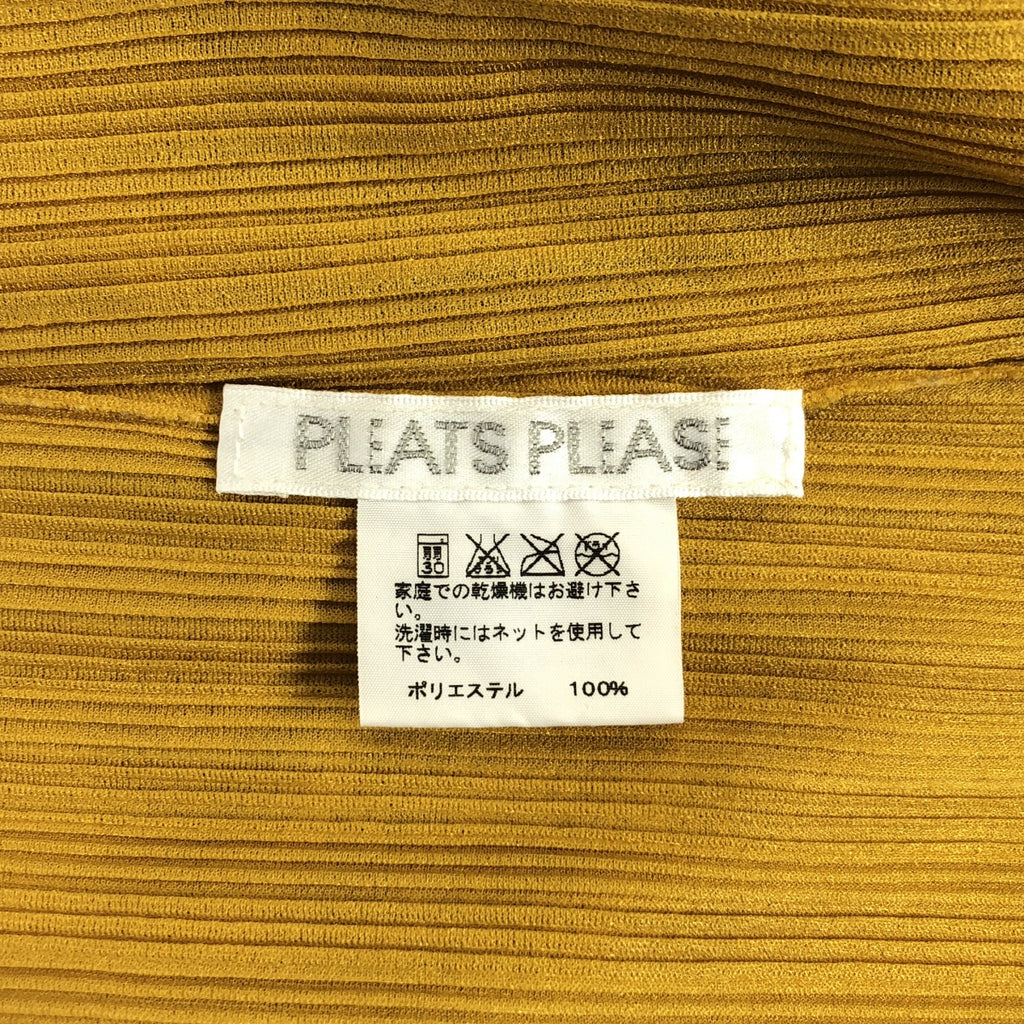 PLEATS PLEASE
30
家庭での乾燥機はお避け下さ
い。
洗濯時にはネットを使用して
下さい。
ポリエステル 100%